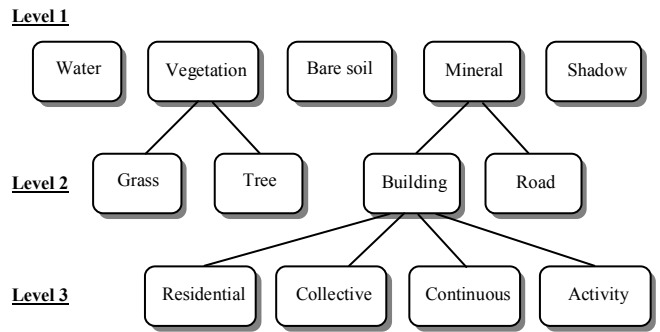 Level 1
Water Vegetation Bare soil Mineral Shadow
Level 2 Grass Tree Building Road
Level 3 Residential Collective Continuous Activity